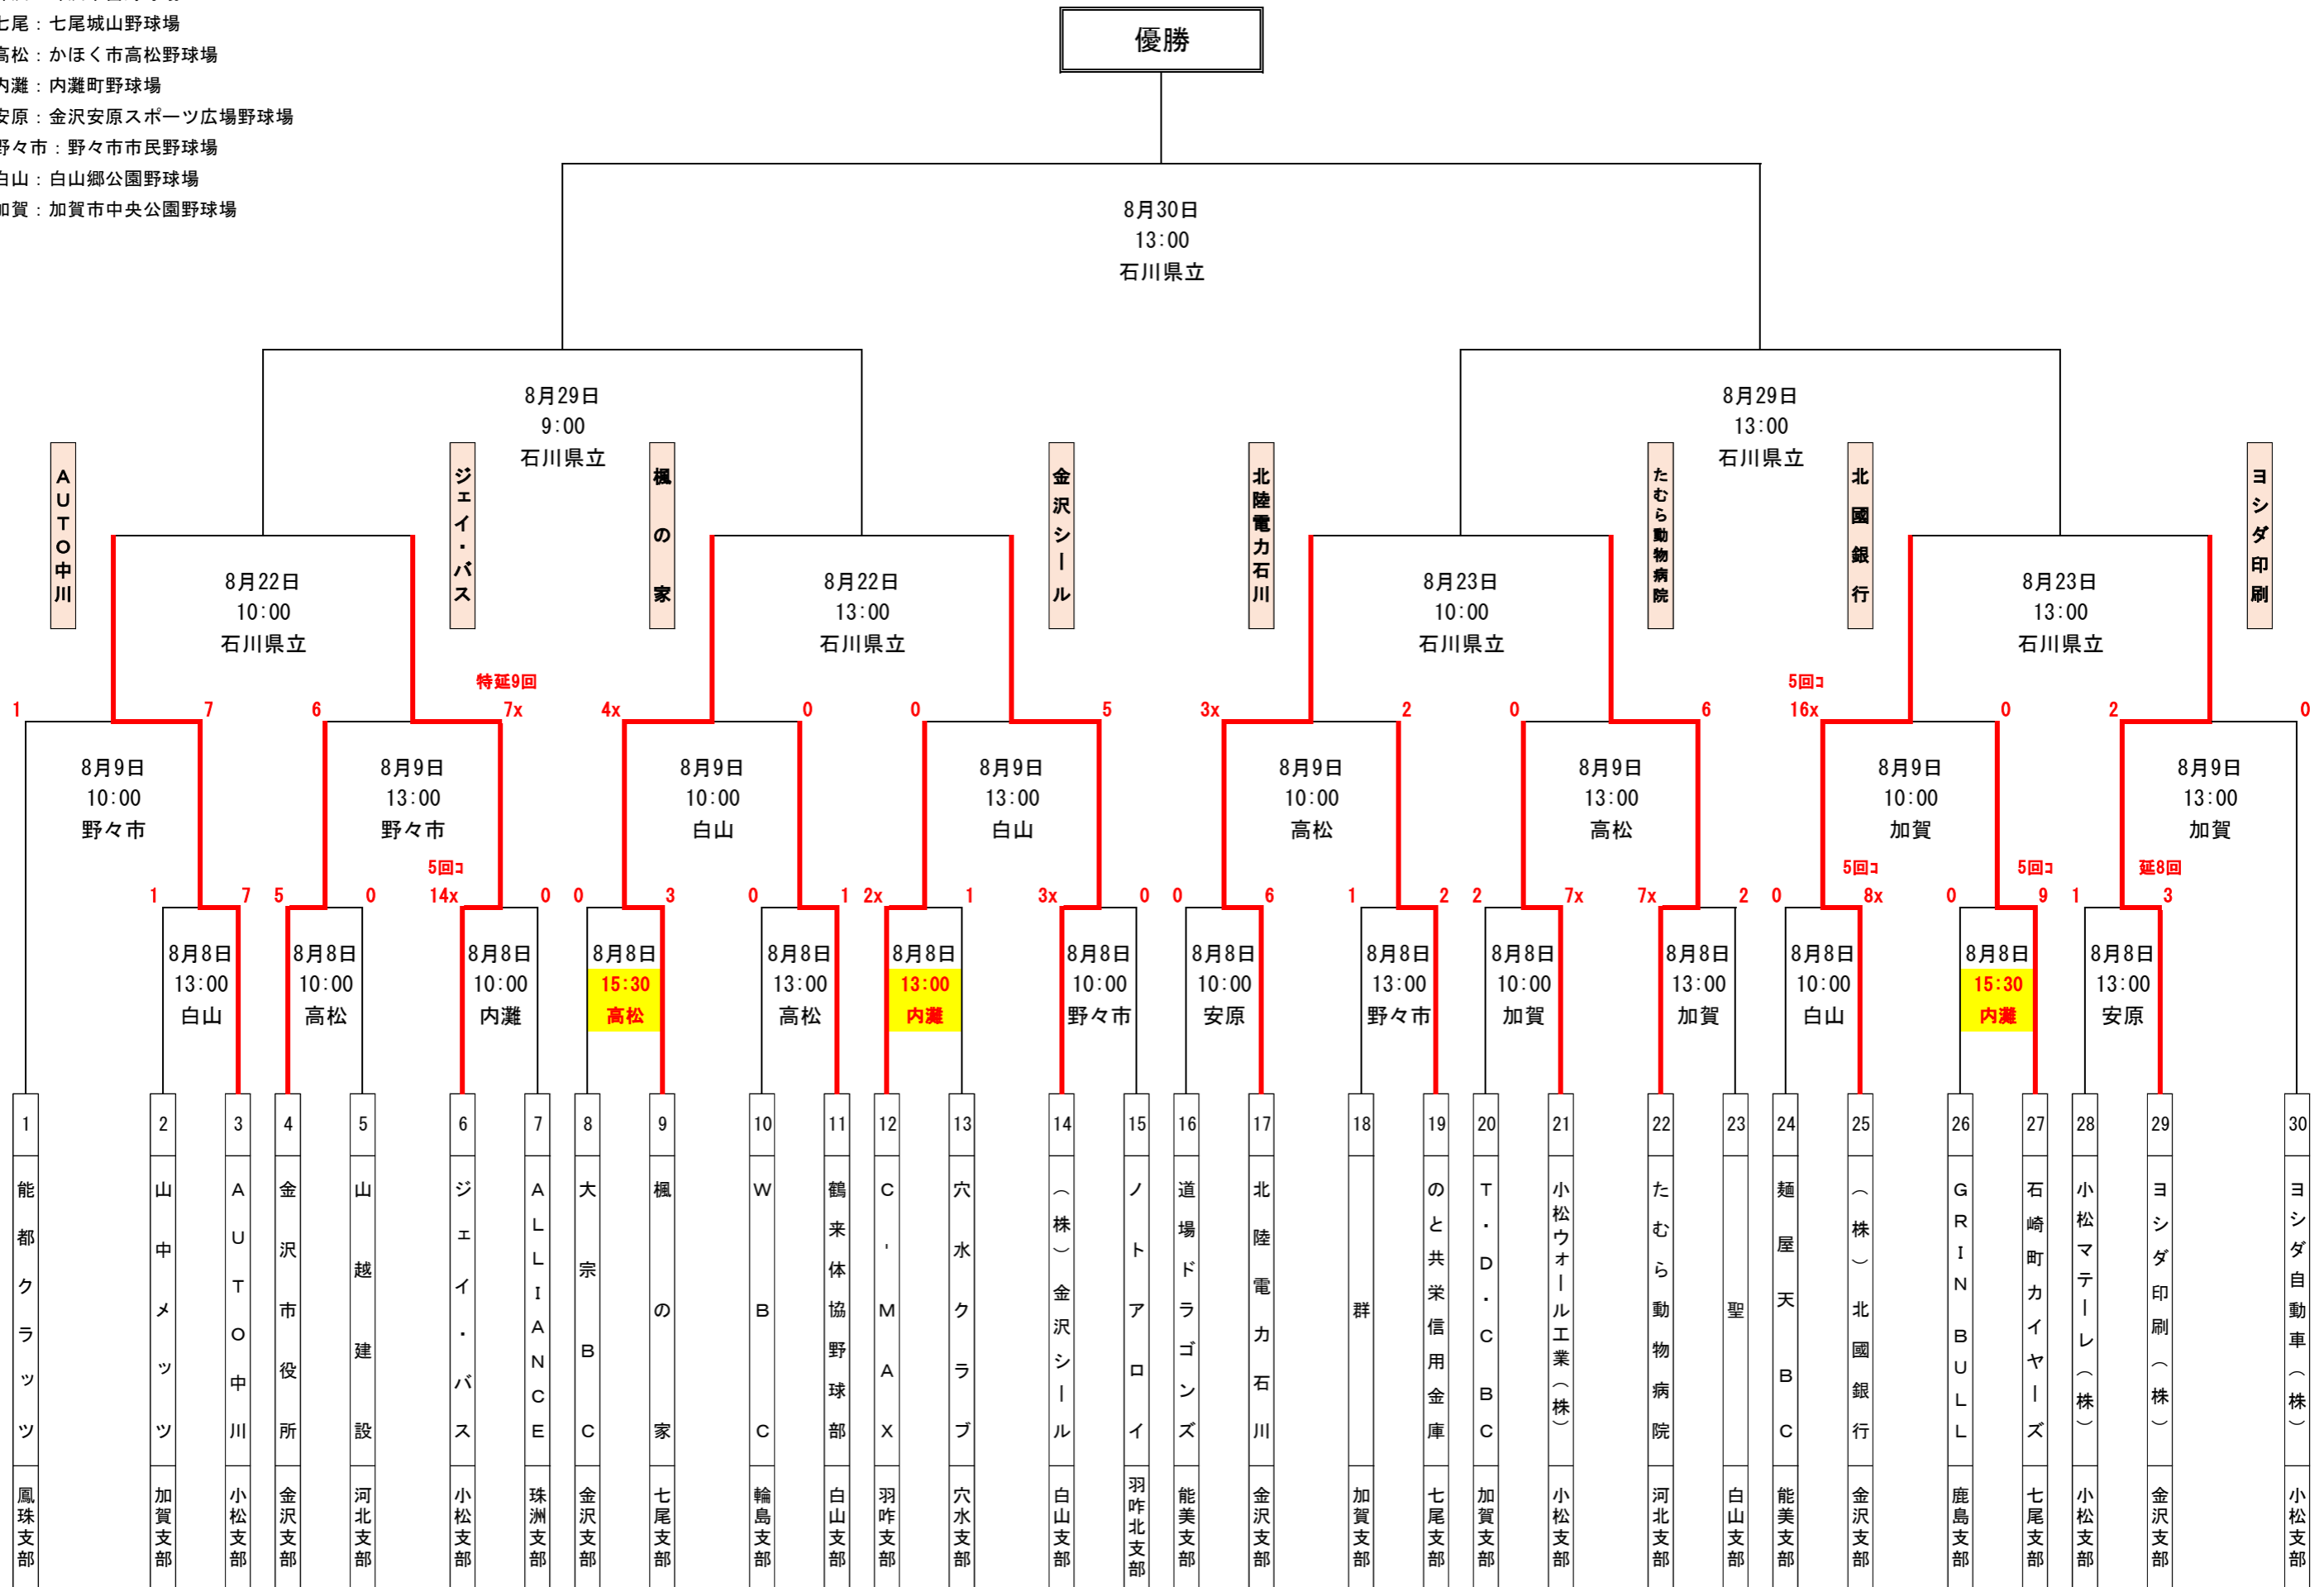 七尾：七尾城山野球場
高松：かほく市高松野球場
内灘：内灘町野球場
安原：金沢安原スポーツ広場野球場
野々市：野々市市民野球場
白山：白山郷公園野球場
加賀：加賀市中央公園野球場
優勝
8月30日
13:00
石川県立
8月29日
9:00
石川県立
8月29日
13:00
石川県立
AUTO中川
ジェイ・バス
楓の家
金沢シール
北陸電力石川
たむら動物病院
北國銀行
ヨシダ印刷
8月22日
10:00
石川県立
8月22日
13:00
石川県立
8月23日
10:00
石川県立
8月23日
13:00
石川県立
特延9回
5回コ
1 7 6 7x 4x 0 0 5 3x 2 0 6 16x 0 2 0
8月9日
10:00
野々市
8月9日
13:00
野々市
8月9日
10:00
白山
8月9日
13:00
白山
8月9日
10:00
高松
8月9日
13:00
高松
8月9日
10:00
加賀
8月9日
13:00
加賀
5回コ
5回コ
5回コ
延8回
1 7 5 0 14x 0 0 3 0 1 2x 1 3x 0 0 6 1 2 2 7x 7x 2 0 8x 0 9 1 3
8月8日
13:00
白山
8月8日
10:00
高松
8月8日
10:00
内灘
8月8日
15:30
高松
8月8日
13:00
高松
8月8日
13:00
内灘
8月8日
10:00
野々市
8月8日
10:00
安原
8月8日
13:00
野々市
8月8日
10:00
加賀
8月8日
13:00
加賀
8月8日
10:00
白山
8月8日
15:30
内灘
8月8日
13:00
安原
1
能都クラッツ
鳳珠支部
2
山中メッツ
加賀支部
3
AUTO中川
小松支部
4
金沢市役所
金沢支部
5
山越建設
河北支部
6
ジェイ・バス
小松支部
7
ALLIANCE
珠洲支部
8
大宗BC
金沢支部
9
楓の家
七尾支部
10
WBC
輪島支部
11
鶴来体協野球部
白山支部
12
C'MAX
羽咋支部
13
穴水クラブ
穴水支部
14
（株）金沢シール
白山支部
15
ノトアロイ
羽咋北支部
16
道場ドラゴンズ
能美支部
17
北陸電力石川
金沢支部
18
群
加賀支部
19
のと共栄信用金庫
七尾支部
20
T・D・C BC
加賀支部
21
小松ウォール工業（株）
小松支部
22
たむら動物病院
河北支部
23
聖
白山支部
24
麺屋天 BC
能美支部
25
（株）北國銀行
金沢支部
26
GRIN BULL
鹿島支部
27
石崎町カイヤーズ
七尾支部
28
小松マテーレ（株）
小松支部
29
ヨシダ印刷（株）
金沢支部
30
ヨシダ自動車（株）
小松支部